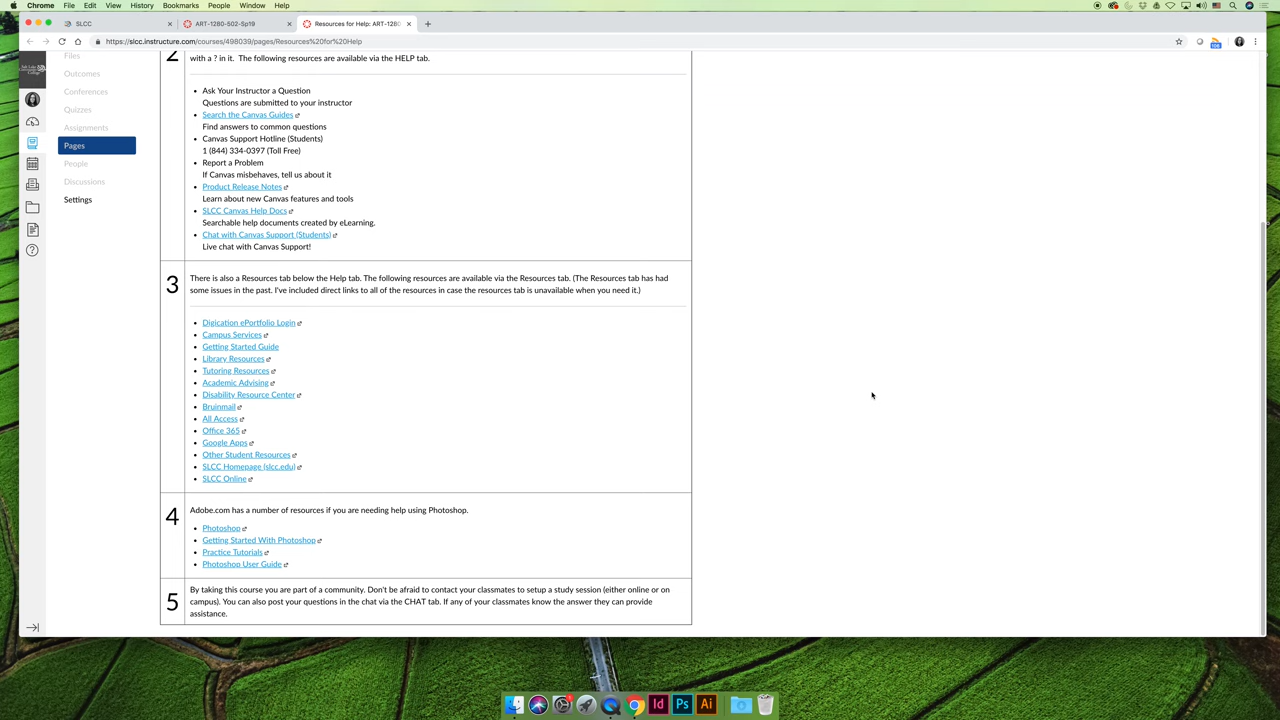 Chrome File Edit View History Bookmarks People Window Help
SLCC
ART-1280-502-Sp19
Resources for Help: ART-1280
https://slcc.instructure.com/courses/498039/pages/Resources%20for%20Help
Files
Outcomes
Conferences
Quizzes
Assignments
Pages
People
Discussions
Settings
2
with a ? in it. The following resources are available via the HELP tab.
Ask Your Instructor a Question
Questions are submitted to your instructor
Search the Canvas Guides
Find answers to common questions
Canvas Support Hotline (Students)
1 (844) 334-0397 (Toll Free)
Report a Problem
If Canvas misbehaves, tell us about it
Product Release Notes
Learn about new Canvas features and tools
SLCC Canvas Help Docs
Searchable help documents created by eLearning.
Chat with Canvas Support (Students)
Live chat with Canvas Support!
3
There is also a Resources tab below the Help tab. The following resources are available via the Resources tab. (The Resources tab has had
some issues in the past. I've included direct links to all of the resources in case the resources tab is unavailable when you need it.)
Digication ePortfolio Login
Campus Services
Getting Started Guide
Library Resources
Tutoring Resources
Academic Advising
Disability Resource Center
Bruinmail
All Access
Office 365
Google Apps
Other Student Resources
SLCC Homepage (slcc.edu)
SLCC Online
4
Adobe.com has a number of resources if you are needing help using Photoshop.
Photoshop
Getting Started With Photoshop
Practice Tutorials
Photoshop User Guide
5
By taking this course you are part of a community. Don't be afraid to contact your classmates to setup a study session (either online or on
campus). You can also post your questions in the chat via the CHAT tab. If any of your classmates know the answer they can provide
assistance.
Id Ps Ai